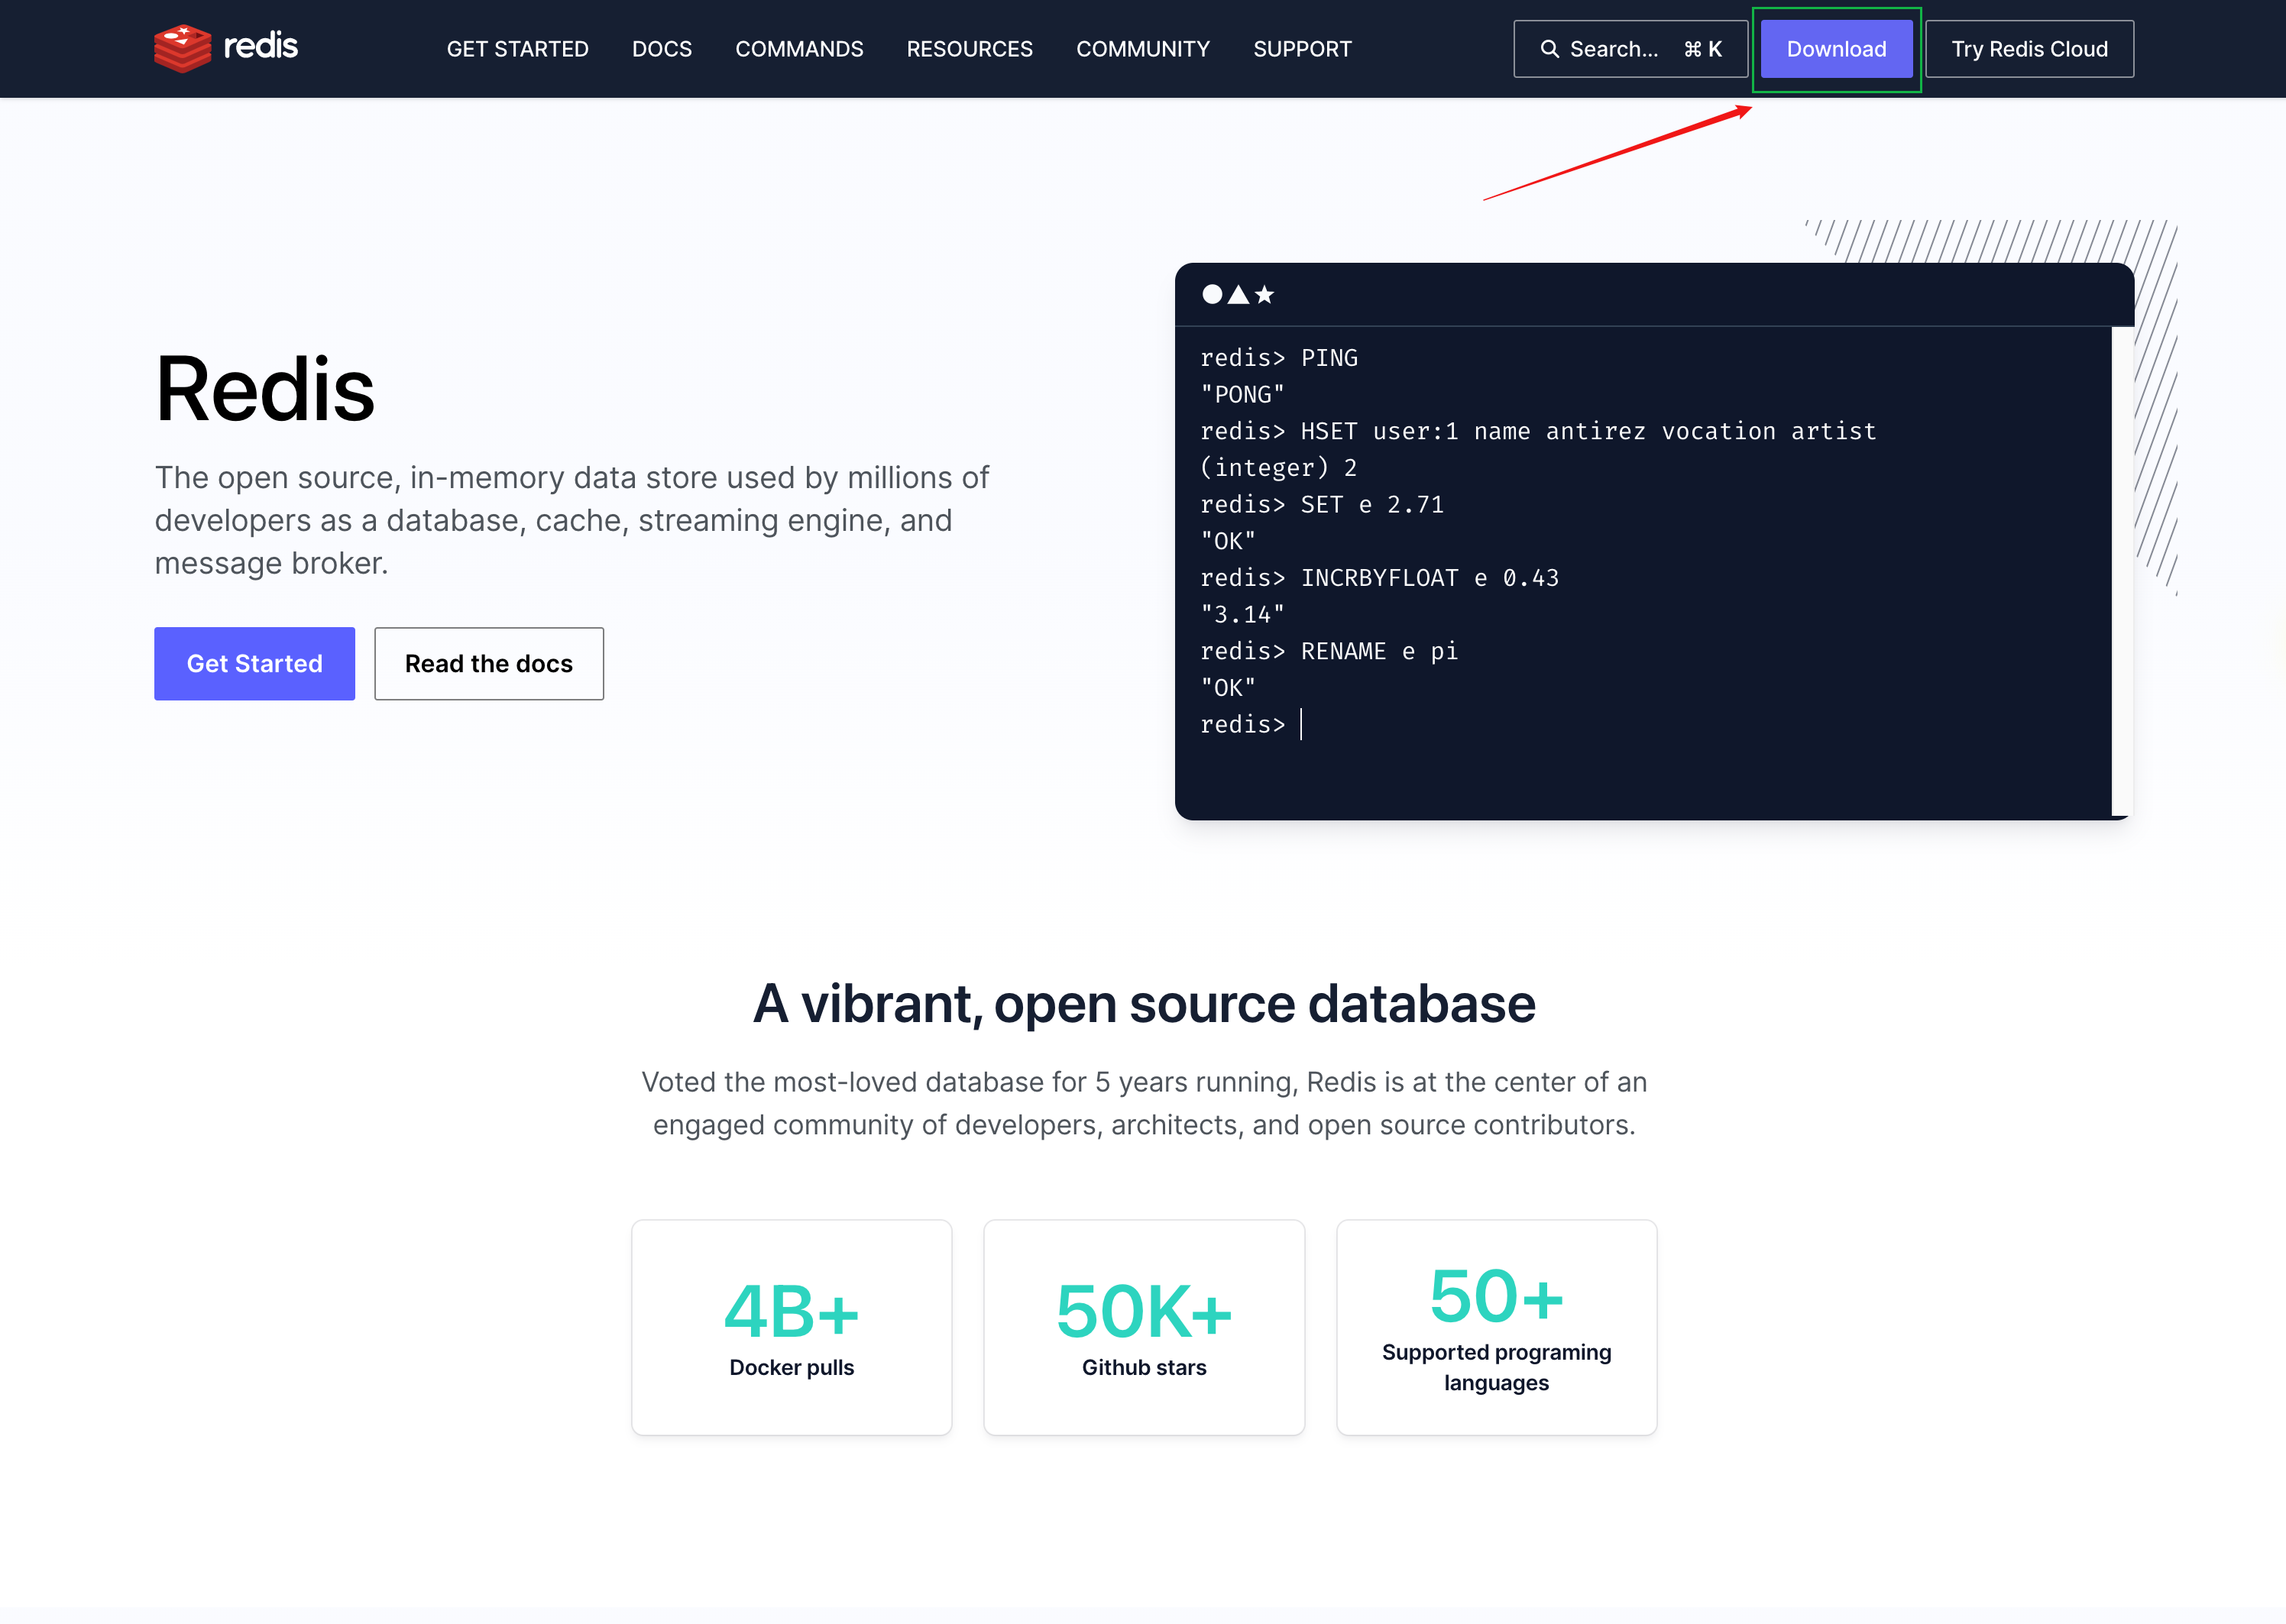 redis
GET STARTED
DOCS
COMMANDS
RESOURCES
COMMUNITY
SUPPORT
Search... ⌘ K
Download
Try Redis Cloud
Redis
The open source, in-memory data store used by millions of
developers as a database, cache, streaming engine, and
message broker.
Get Started
Read the docs
redis> PING
"PONG"
redis> HSET user:1 name antirez vocation artist
(integer) 2
redis> SET e 2.71
"OK"
redis> INCRBYFLOAT e 0.43
"3.14"
redis> RENAME e pi
"OK"
redis>
A vibrant, open source database
Voted the most-loved database for 5 years running, Redis is at the center of an
engaged community of developers, architects, and open source contributors.
4B+
Docker pulls
50K+
Github stars
50+
Supported programing
languages